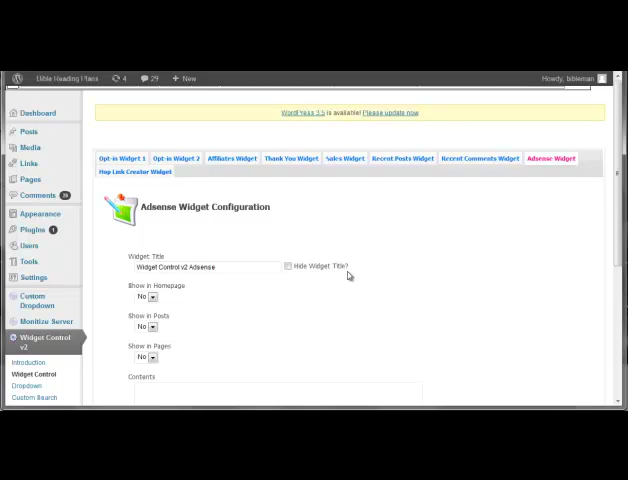 Bible Reading Plans 4 29 + New Howdy, bibleman
WordPress 3.5 is available! Please update now
Dashboard
Posts
Media
Links
Pages
Comments 29
Appearance
Plugins 1
Users
Tools
Settings
Custom Dropdown
Monitize Server
Widget Control v2
Introduction
Widget Control
Dropdown
Custom Search
Opt-in Widget 1 Opt-in Widget 2 Affiliates Widget Thank You Widget Sales Widget Recent Posts Widget Recent Comments Widget Adsense Widget
Hop Link Creator Widget
Adsense Widget Configuration
Widget Title
Widget Control v2 Adsense Hide Widget Title?
Show in Homepage
No
Show in Posts
No
Show in Pages
No
Contents